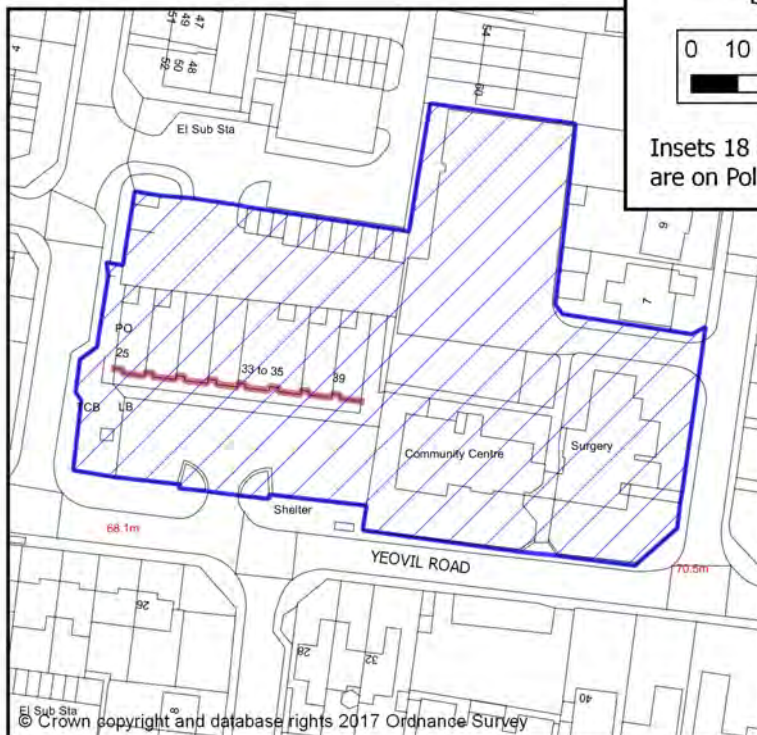 47
49
51
48
50
52
4
El Sub Sta
54
60
0 10
Insets 18
are on Pol
9
7
PO
25
33 to 35
39
TCB LB
Community Centre
Surgery
Shelter
68.1m
YEOVIL ROAD
70.5m
26
28
32
40
El Sub Sta
8
© Crown copyright and database rights 2017 Ordnance Survey